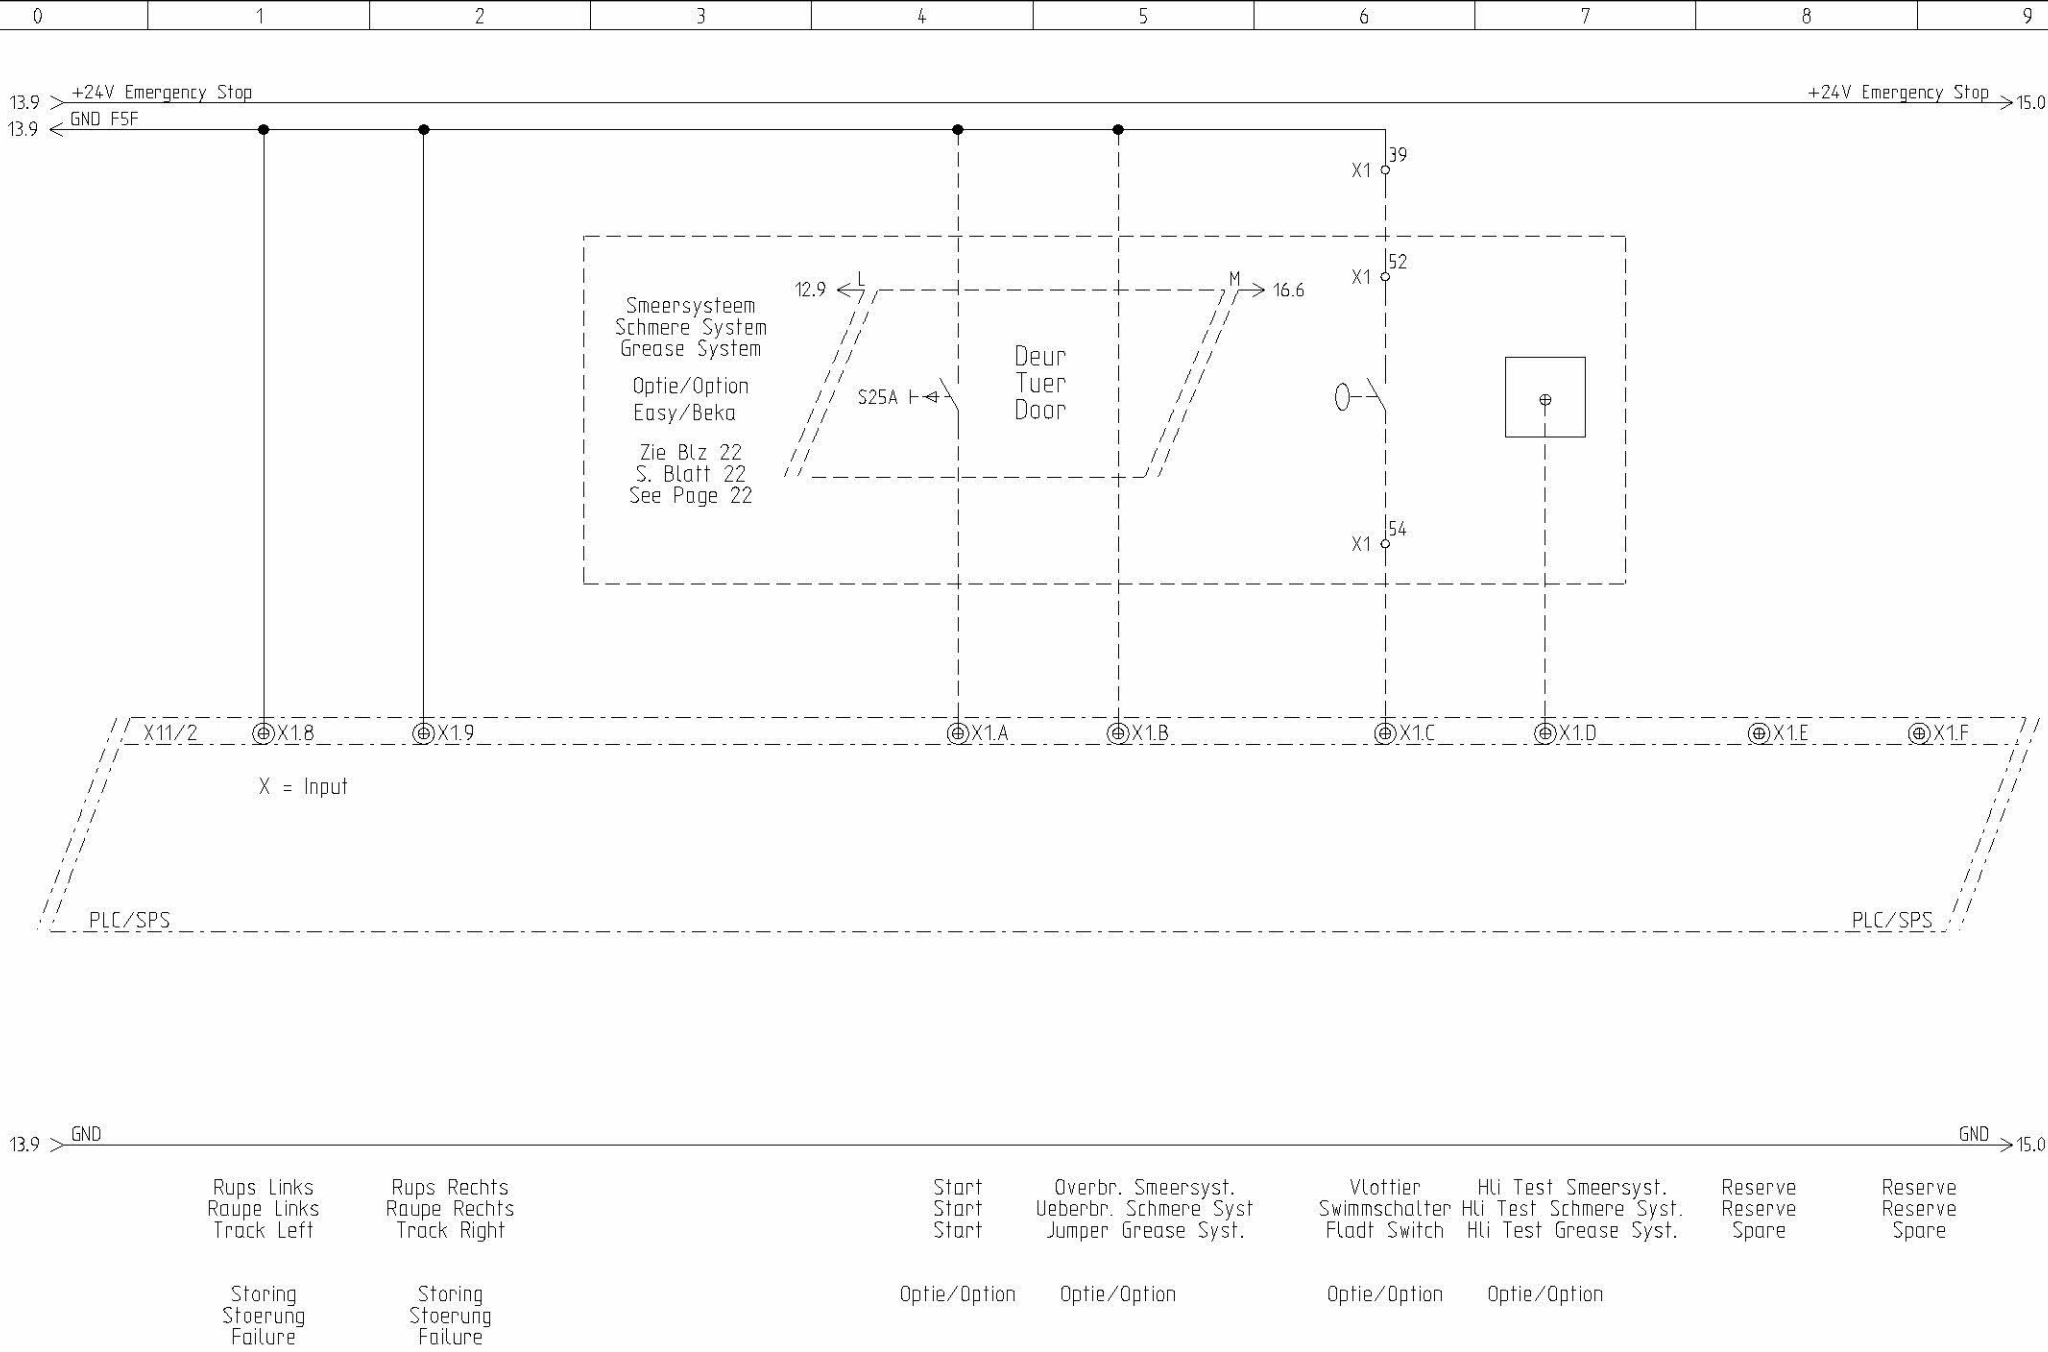 0 1 2 3 4 5 6 7 8 9
+24V Emergency Stop
+24V Emergency Stop
13.9
15.0
GND F5F
13.9
39
X1
52
X1
L
M
12.9
16.6
Smeersysteem
Schmere System
Grease System
Optie/Option
Easy/Beka
Zie Blz 22
S. Blatt 22
See Page 22
S25A
Deur
Tuer
Door
54
X1
X11/2 X1.8 X1.9 X1.A X1.B X1.C X1.D X1.E X1.F
X = Input
PLC/SPS
PLC/SPS
GND
GND
13.9
15.0
Rups Links
Raupe Links
Track Left
Storing
Stoerung
Failure
Rups Rechts
Raupe Rechts
Track Right
Storing
Stoerung
Failure
Start
Start
Start
Optie/Option
Overbr. Smeersyst.
Ueberbr. Schmere Syst
Jumper Grease Syst.
Optie/Option
Vlottier
Swimmschalter
Fladt Switch
Optie/Option
Hli Test Smeersyst.
Hli Test Schmere Syst.
Hli Test Grease Syst.
Optie/Option
Reserve
Reserve
Spare
Reserve
Reserve
Spare